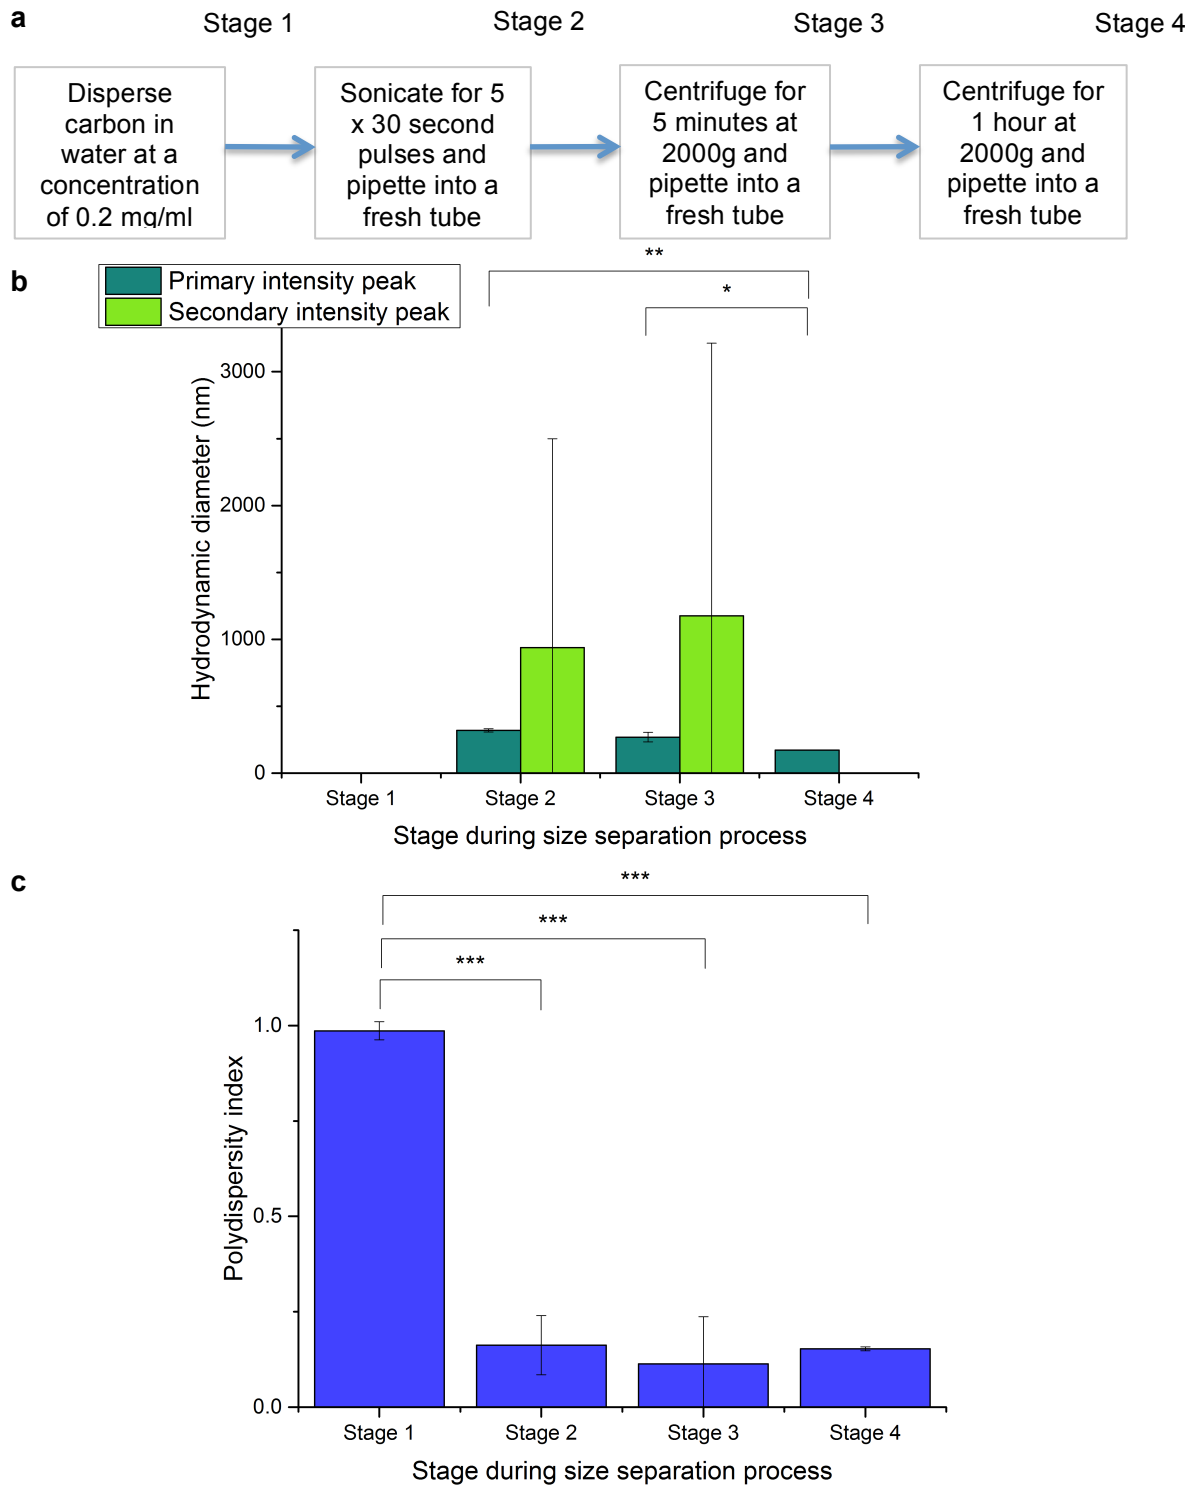 a
Stage 1
Stage 2
Stage 3
Stage 4
Disperse
carbon in
water at a
concentration
of 0.2 mg/ml
Sonicate for 5
x 30 second
pulses and
pipette into a
fresh tube
Centrifuge for
5 minutes at
2000g and
pipette into a
fresh tube
Centrifuge for
1 hour at
2000g and
pipette into a
fresh tube
b
Primary intensity peak
Secondary intensity peak
**
*
Hydrodynamic diameter (nm)
3000
2000
1000
0
Stage 1
Stage 2
Stage 3
Stage 4
Stage during size separation process
c
***
***
***
Polydispersity index
1.0
0.5
0.0
Stage 1
Stage 2
Stage 3
Stage 4
Stage during size separation process